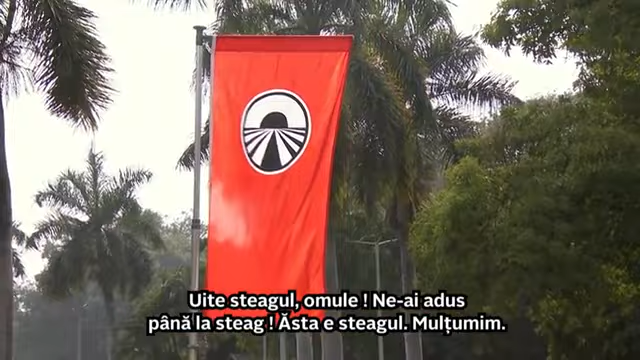 Uite steagul, omule ! Ne-ai adus
până la steag ! Ăsta e steagul. Mulțumim.